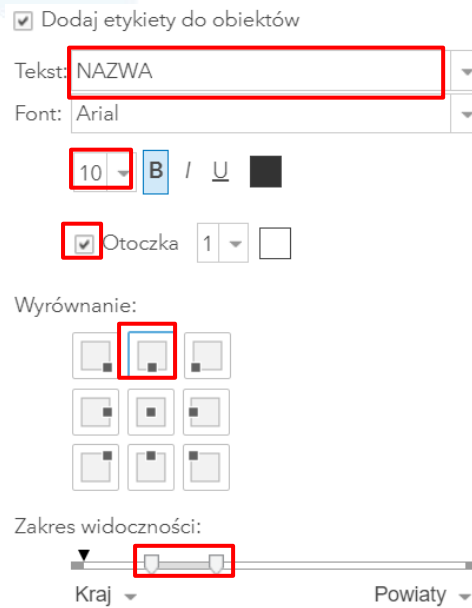 Dodaj etykiety do obiektów
Tekst: NAZWA
Font: Arial
10 B I U
Otoczka 1
Wyrównanie:
Zakres widoczności:
Kraj Powiaty